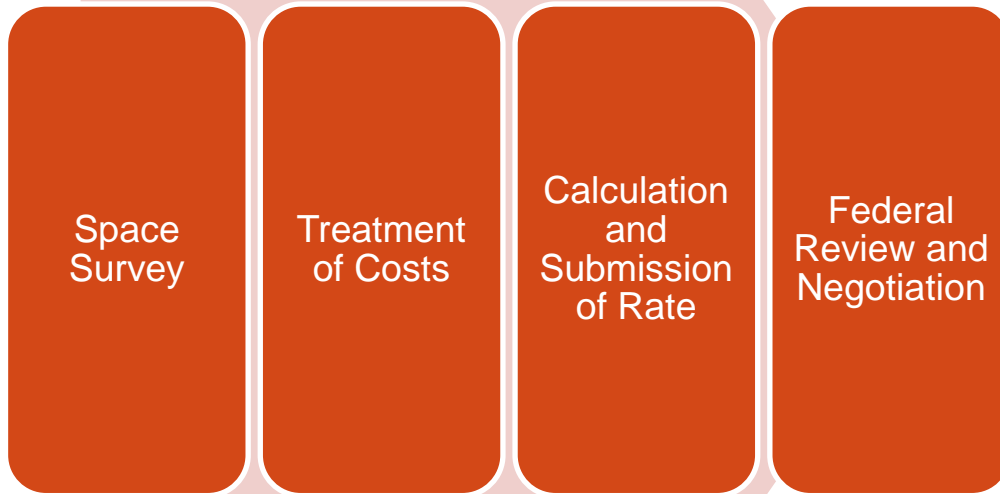 Space
Survey
Treatment
of Costs
Calculation
and
Submission
of Rate
Federal
Review and
Negotiation